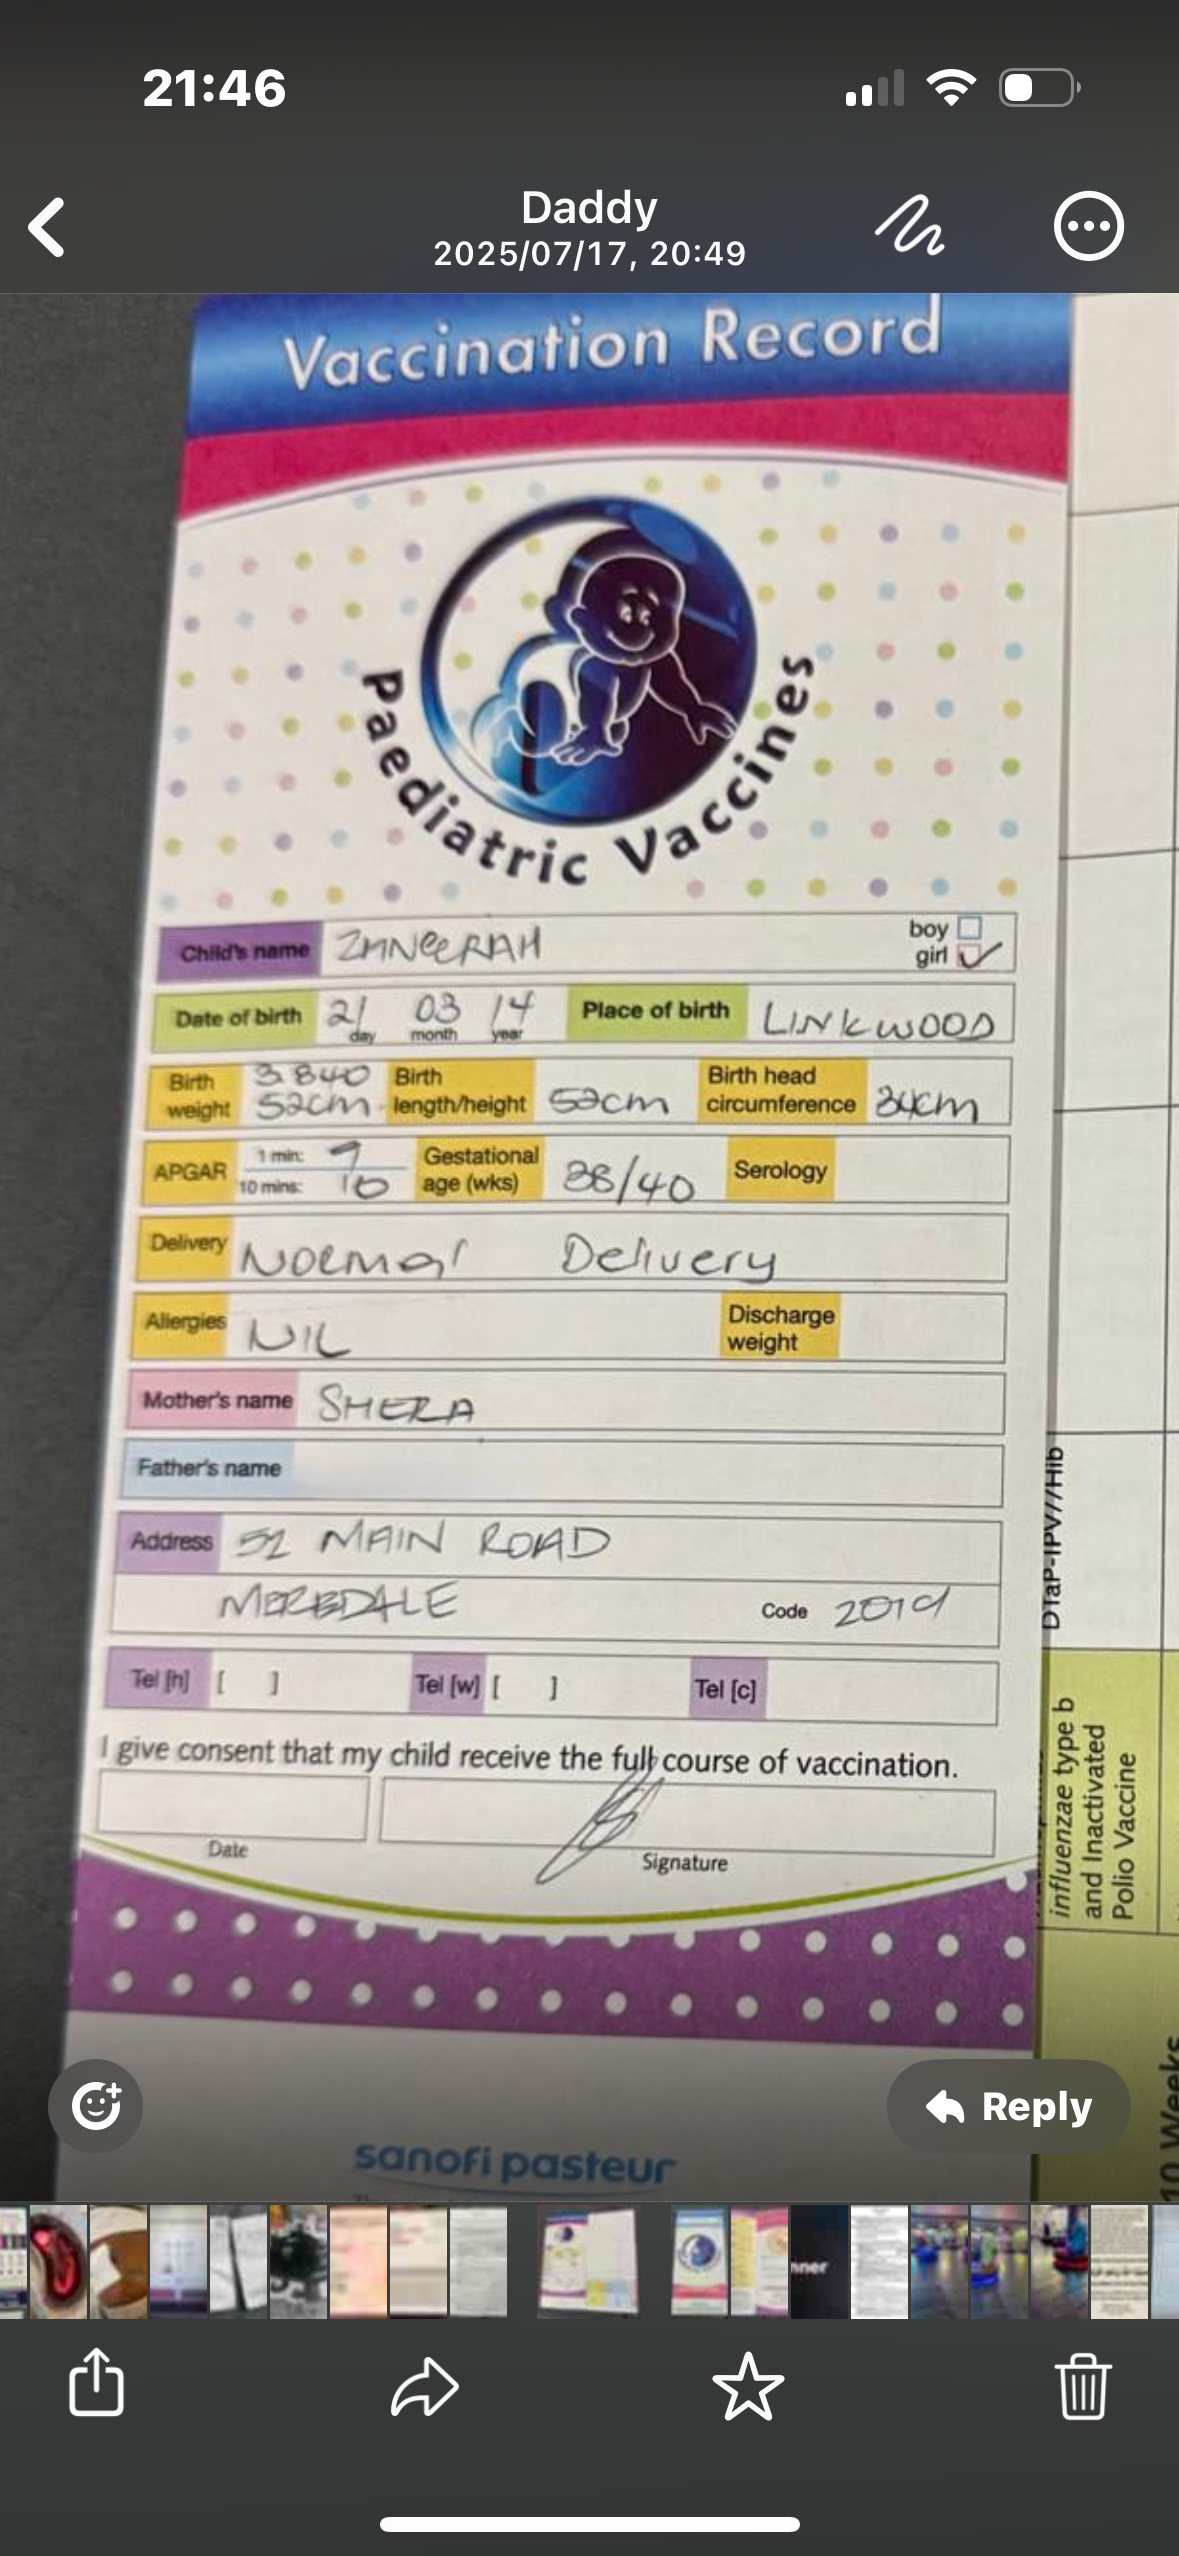 21:46
Daddy
2025/07/17, 20:49
Vaccination Record
Paediatric Vaccines
Child's name ZHNEERAH boy
girl
Date of birth 21 day 03 month 14 year Place of birth LINKWOOD
Birth weight 3.840 52cm Birth length/height 52cm Birth head circumference 34cm
APGAR 1 min: 9 10 mins: 10 Gestational age (wks) 38/40 Serology
Delivery Normal Delivery
Allergies NIL Discharge weight
Mother's name SHERA
Father's name
Address 52 MAIN ROAD
MEREDALE Code 2019
Tel [h] [ ] Tel [w] [ ] Tel [c]
I give consent that my child receive the full course of vaccination.
Date Signature
DTaP-IPV//Hib
influenzae type b
and Inactivated
Polio Vaccine
10 Weeks
Reply
sanofi pasteur
nner